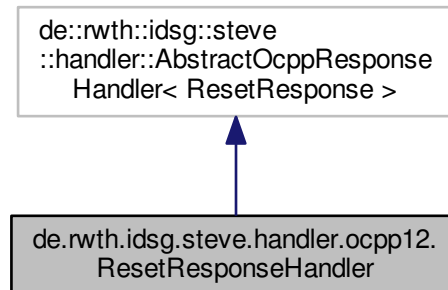 de::rwth::idsg::steve
::handler::AbstractOcppResponse
Handler< ResetResponse >
de.rwth.idsg.steve.handler.ocpp12.
ResetResponseHandler